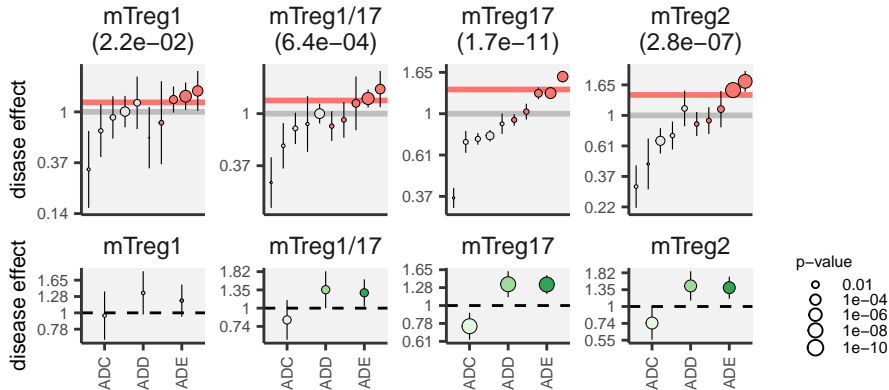 mTreg1
(2.2e−02)
mTreg1/17
(6.4e−04)
mTreg17
(1.7e−11)
mTreg2
(2.8e−07)
disase effect
1
0.37
0.14
1
0.37
1.65
1
0.61
0.37
1.65
1
0.61
0.37
0.22
mTreg1
mTreg1/17
mTreg17
mTreg2
disease effect
1.65
1.28
1
0.78
1.82
1.35
1
0.74
1.65
1.28
1
0.78
0.61
1.82
1.35
1
0.74
0.55
ADC
ADD
ADE
ADC
ADD
ADE
ADC
ADD
ADE
ADC
ADD
ADE
p−value
0.01
1e−04
1e−06
1e−08
1e−10